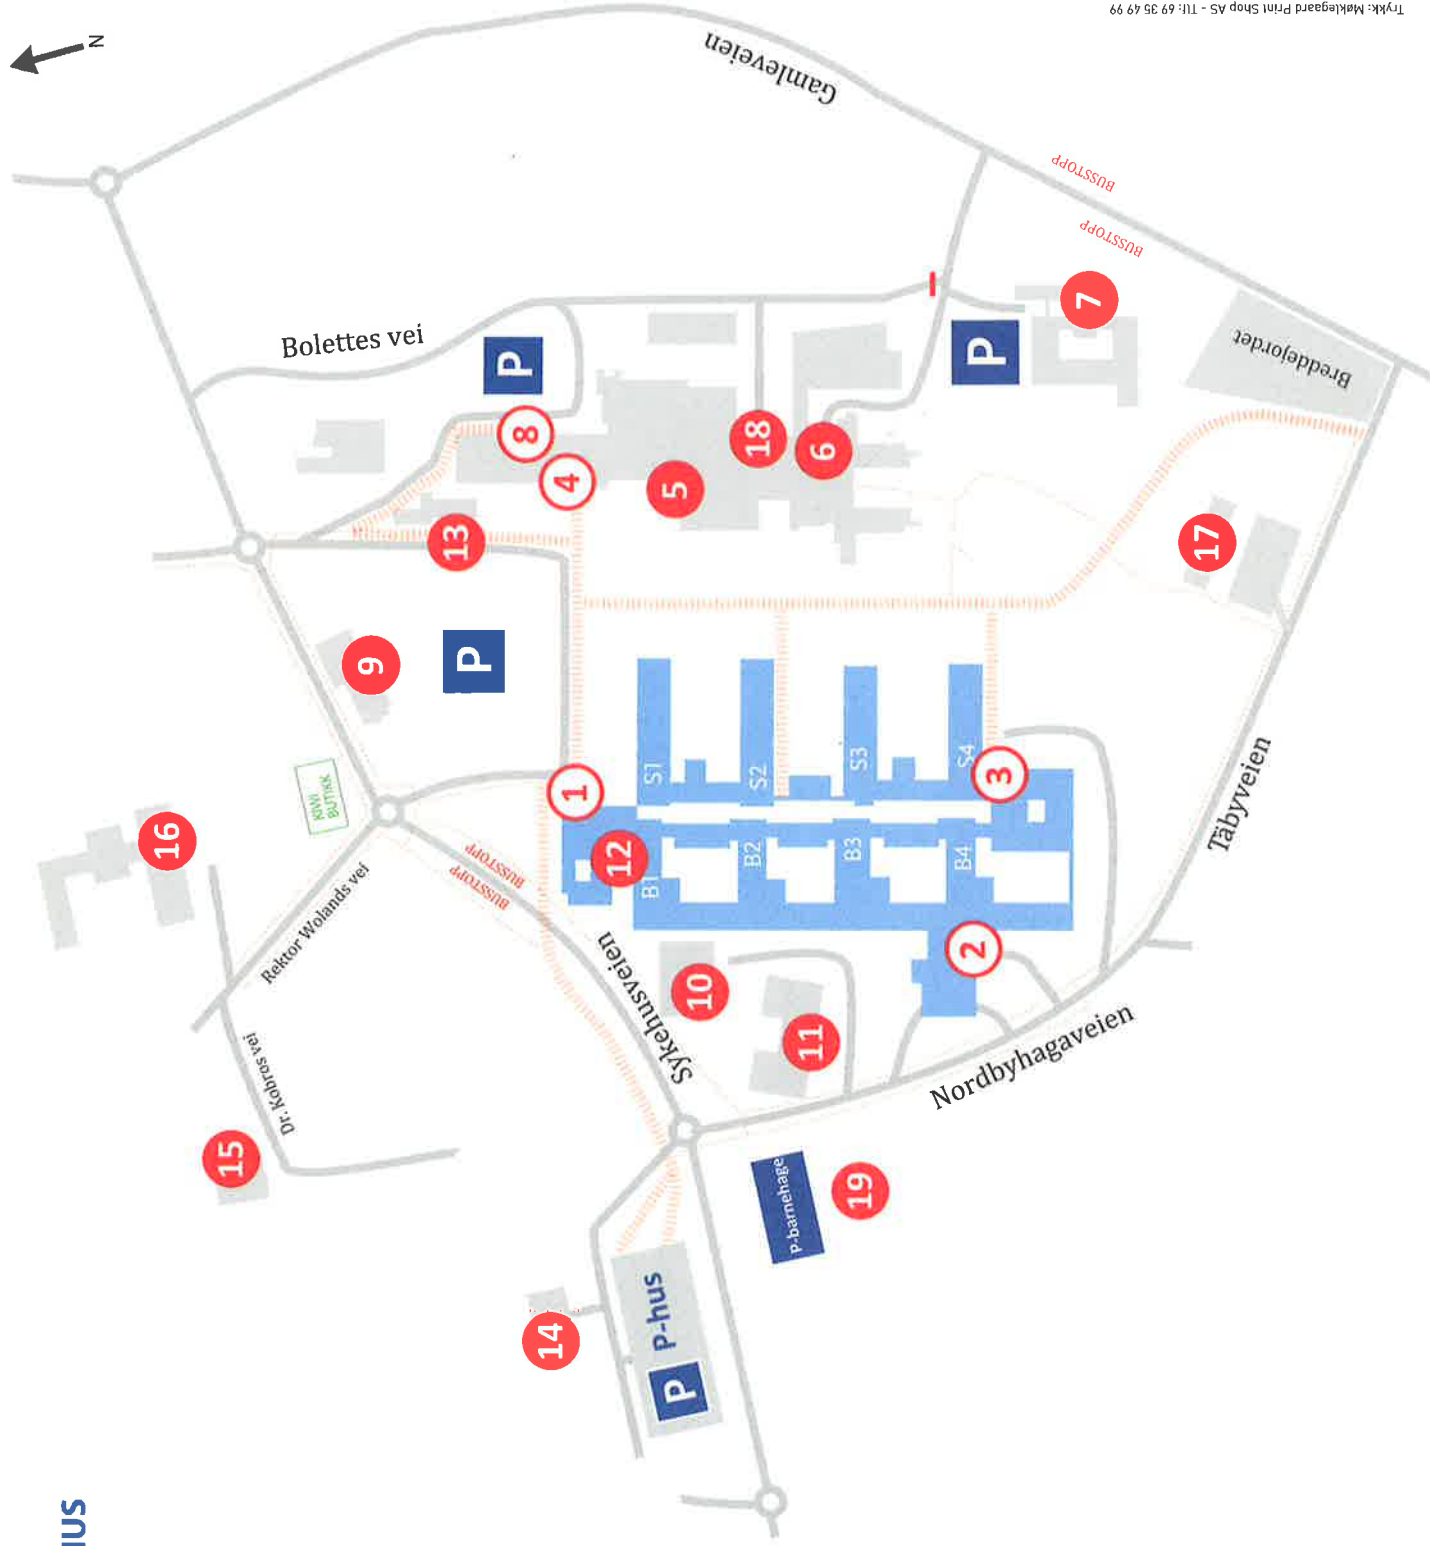 Trykk: Møklegaard Print Shop AS - Tlf: 69 35 49 99
N
Gamleveien
BUSSTOPP
BUSSTOPP
7
Bolettes vei
P
P
Breddejordet
8
18
6
4
5
13
17
9
P
KIWI
BUTIKK
16
1
S1
S2
S3
S4
3
Täbyveien
BUSSTOPP
BUSSTOPP
12
B1
B2
B3
B4
Rektor Wolands vei
2
Sykehusveien
10
11
Nordbyhagaveien
Dr. Kobros vei
15
19
P-barnehage
14
P
P-hus
HUS